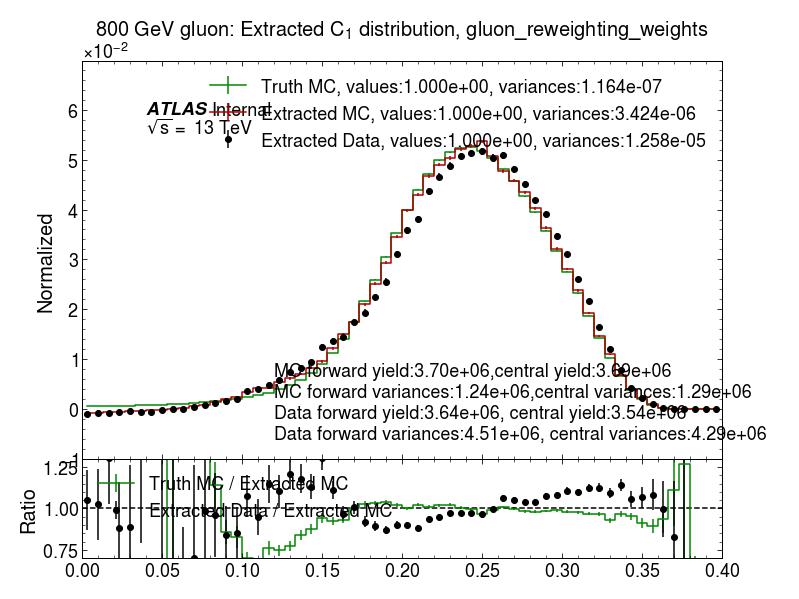 800 GeV gluon: Extracted C₁ distribution, gluon_reweighting_weights
×10⁻²
Truth MC, values:1.000e+00, variances:1.164e-07
ATLAS Internal
Extracted MC, values:1.000e+00, variances:3.424e-06
√s = 13 TeV
Extracted Data, values:1.000e+00, variances:1.258e-05
6
5
4
3
2
1
0
Normalized
MC forward yield:3.70e+06,central yield:3.69e+06
MC forward variances:1.24e+06,central variances:1.29e+06
Data forward yield:3.64e+06, central yield:3.54e+06
Data forward variances:4.51e+06, central variances:4.29e+06
1.25
1.00
0.75
Ratio
Truth MC / Extracted MC
Extracted Data / Extracted MC
0.00 0.05 0.10 0.15 0.20 0.25 0.30 0.35 0.40